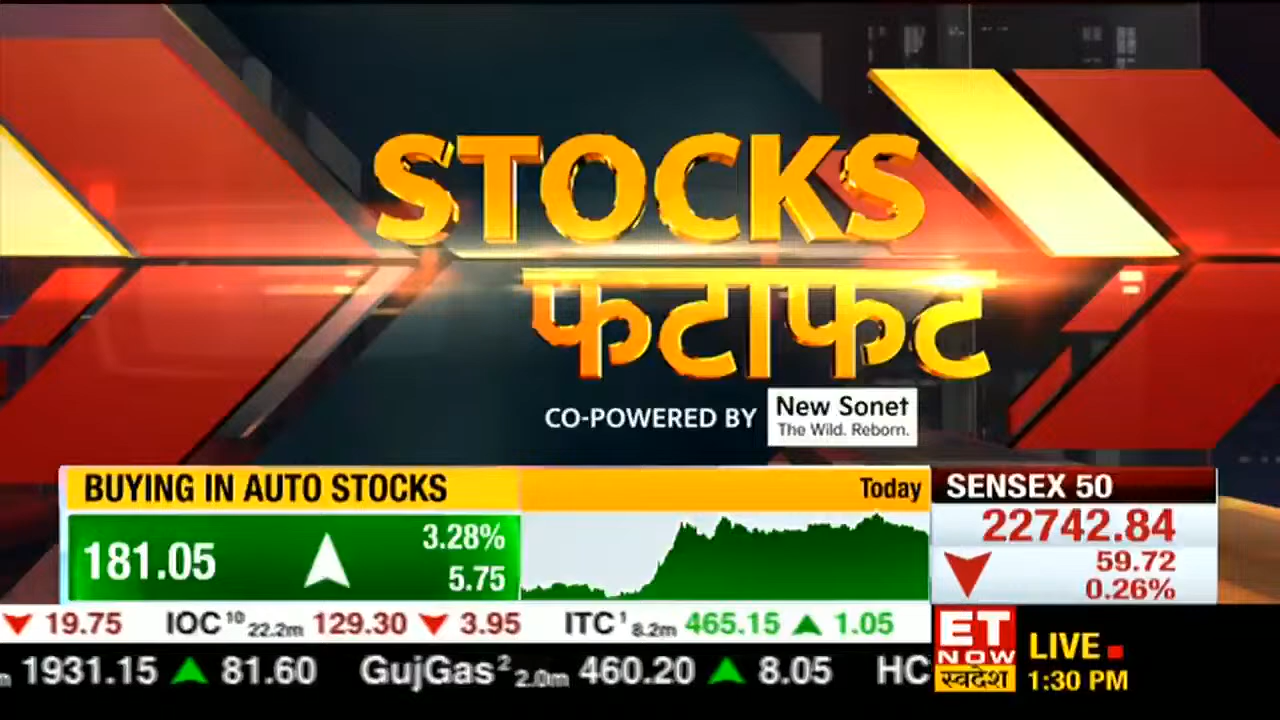 STOCKS
फटाफट
CO-POWERED BY New Sonet
The Wild. Reborn.
BUYING IN AUTO STOCKS
Today
181.05
3.28%
5.75
SENSEX 50
22742.84
59.72
0.26%
19.75 IOC 10 22.2m 129.30 3.95 ITC 1 8.2m 465.15 1.05
1931.15 81.60 GujGas 2 2.0m 460.20 8.05 HC
ET
NOW
स्वदेश
LIVE
1:30 PM